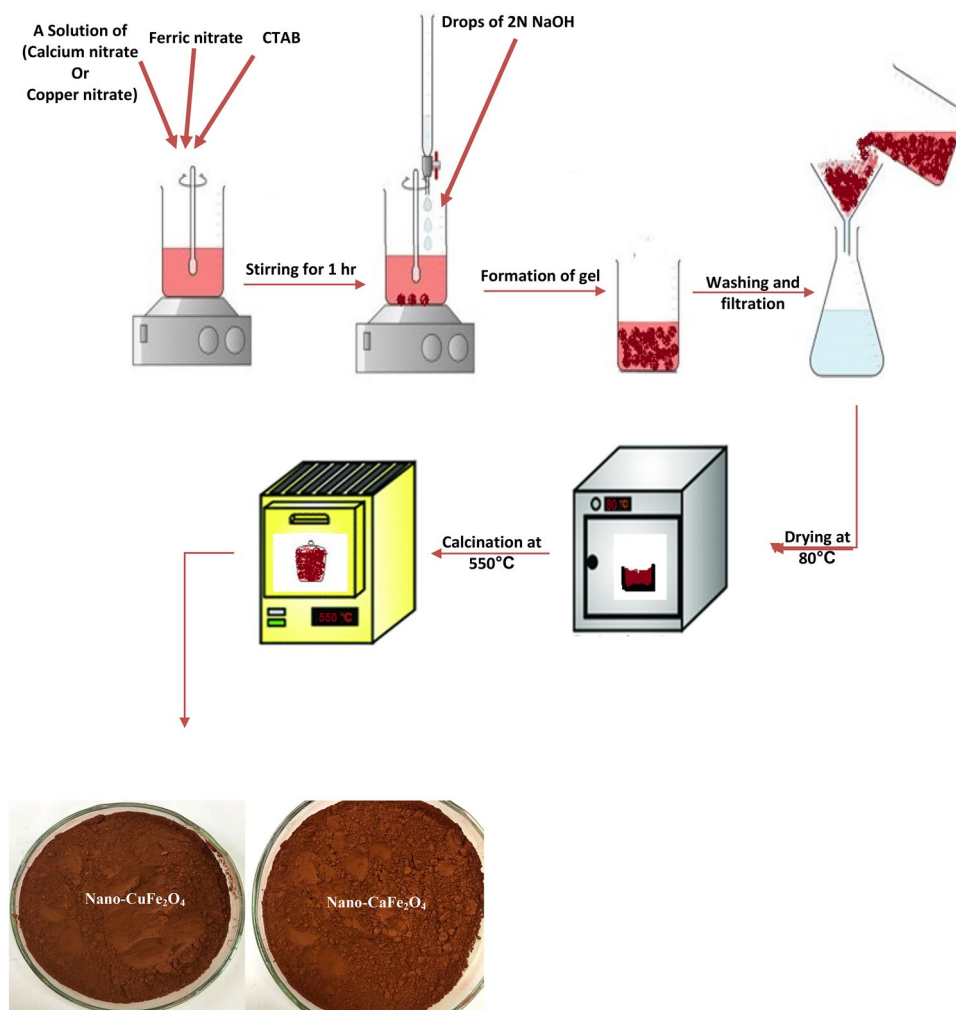 A Solution of
(Calcium nitrate
Or
Copper nitrate)
Ferric nitrate
CTAB
Drops of 2N NaOH
Stirring for 1 hr
Formation of gel
Washing and
filtration
Drying at
80°C
80 °C
Calcination at
550°C
550 °C
Nano-CuFe₂O₄
Nano-CaFe₂O₄